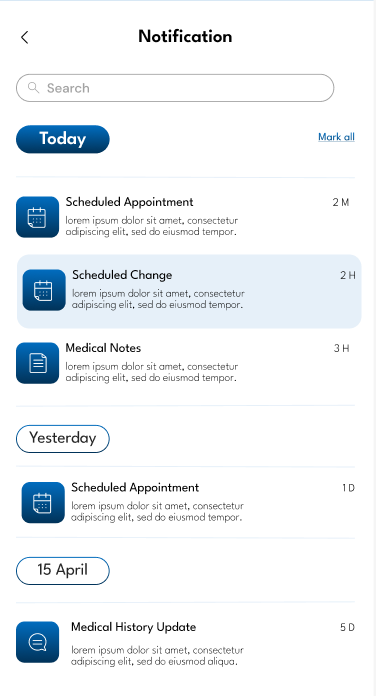 Notification
Search
Today
Mark all
Scheduled Appointment
2 M
lorem ipsum dolor sit amet, consectetur
adipiscing elit, sed do eiusmod tempor.
Scheduled Change
2 H
lorem ipsum dolor sit amet, consectetur
adipiscing elit, sed do eiusmod tempor.
Medical Notes
3 H
lorem ipsum dolor sit amet, consectetur
adipiscing elit, sed do eiusmod tempor.
Yesterday
Scheduled Appointment
1 D
lorem ipsum dolor sit amet, consectetur
adipiscing elit, sed do eiusmod tempor.
15 April
Medical History Update
5 D
lorem ipsum dolor sit amet, consectetur
adipiscing elit, sed do eiusmod aliqua.